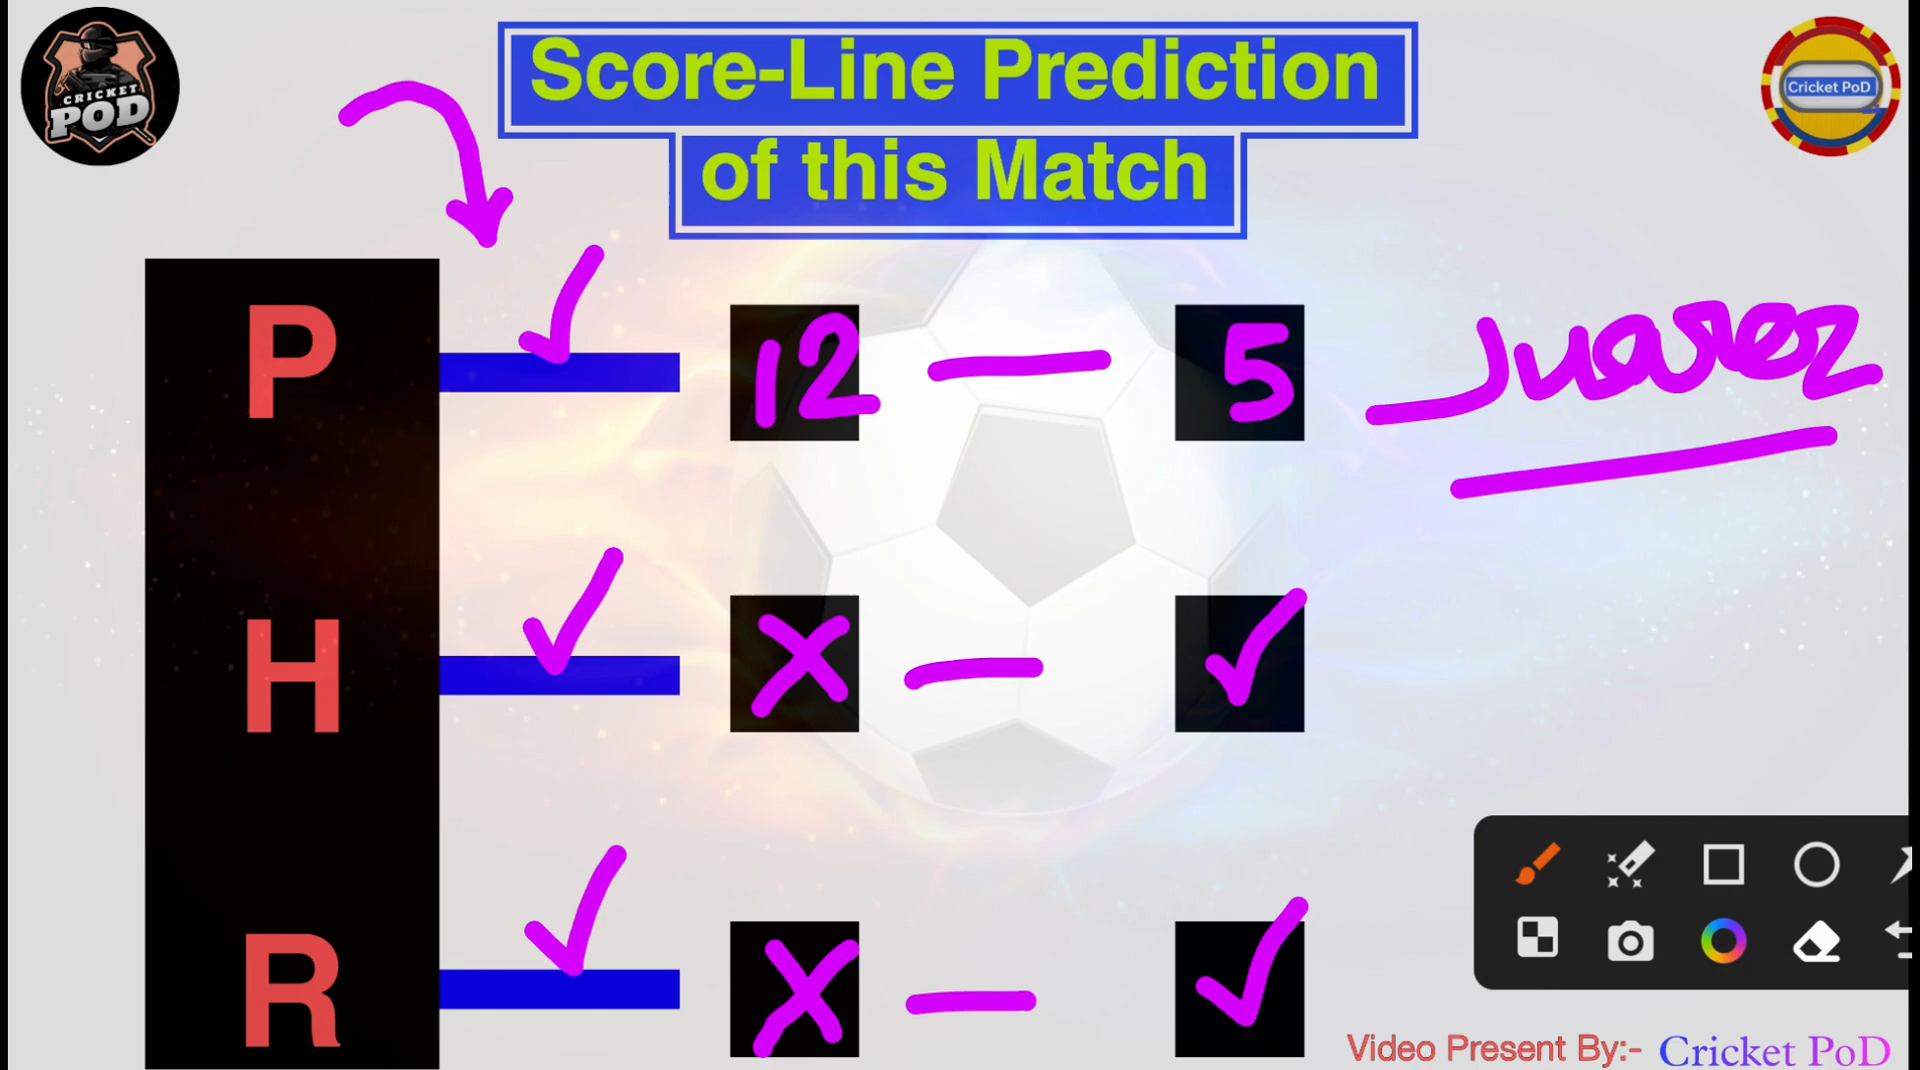 CRICKET
POD
Score-Line Prediction
of this Match
Cricket PoD
P 12 — 5 Juarez
H x — ✓
R x — ✓
Video Present By:- Cricket PoD